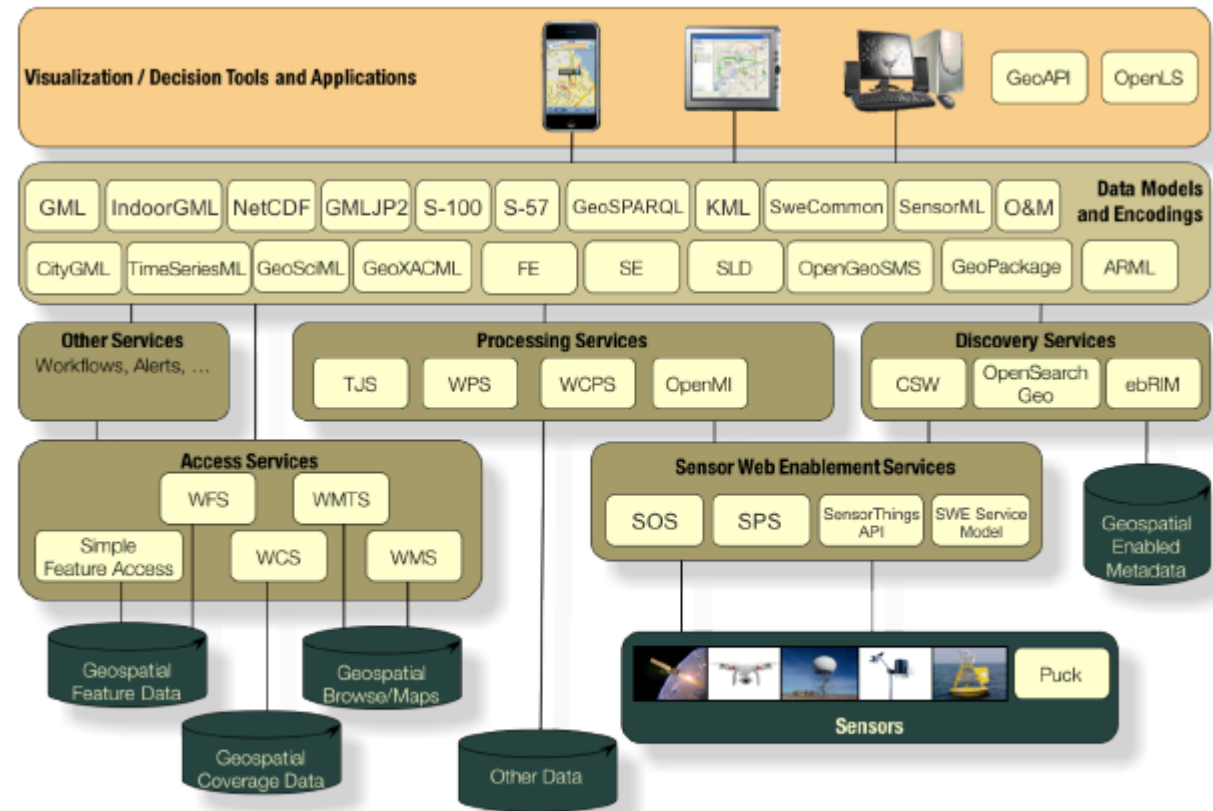 Visualization / Decision Tools and Applications
GeoAPI
OpenLS
Data Models
and Encodings
GML
IndoorGML
NetCDF
GMLJP2
S-100
S-57
GeoSPARQL
KML
SweCommon
SensorML
O&M
CityGML
TimeSeriesML
GeoSciML
GeoXACML
FE
SE
SLD
OpenGeoSMS
GeoPackage
ARML
Other Services
Workflows, Alerts, ...
Processing Services
TJS
WPS
WCPS
OpenMI
Discovery Services
CSW
OpenSearch
Geo
ebRIM
Access Services
WFS
WMTS
Simple
Feature Access
WCS
WMS
Sensor Web Enablement Services
SOS
SPS
SensorThings
API
SWE Service
Model
Geospatial
Enabled
Metadata
Geospatial
Feature Data
Geospatial
Browse/Maps
Geospatial
Coverage Data
Other Data
Puck
Sensors